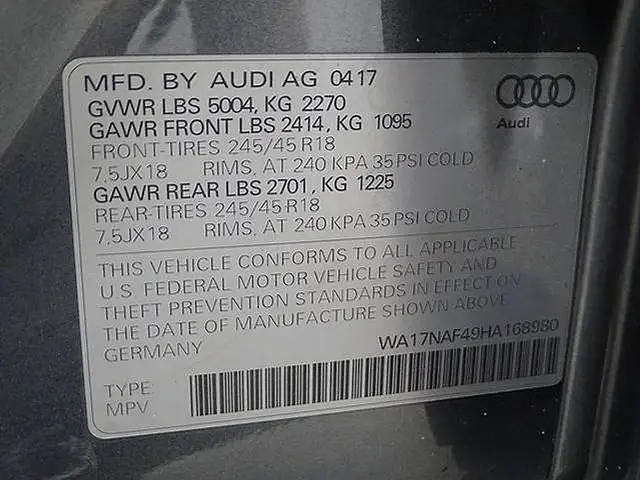 MFD. BY AUDI AG 04 17
GVWR LBS 5004, KG 2270
GAWR FRONT LBS 2414, KG 1095
FRONT-TIRES 245/45 R18
7.5JX18 RIMS, AT 240 KPA 35 PSI COLD
GAWR REAR LBS 2701, KG 1225
REAR-TIRES 245/45 R18
7.5JX18 RIMS, AT 240 KPA 35 PSI COLD
Audi
THIS VEHICLE CONFORMS TO ALL APPLICABLE
U S FEDERAL MOTOR VEHICLE SAFETY AND
THEFT PREVENTION STANDARDS IN EFFECT ON
THE DATE OF MANUFACTURE SHOWN ABOVE
GERMANY
WA17NAF49HA168980
TYPE:
MPV